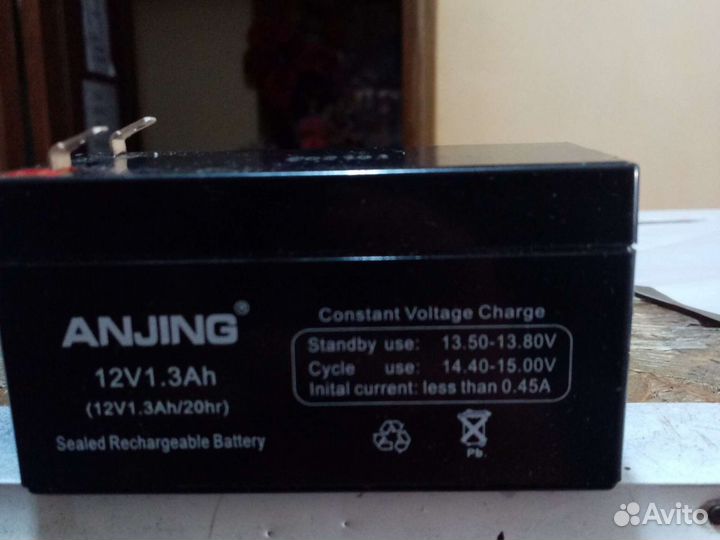 ANJING®
12V1.3Ah
(12V1.3Ah/20hr)
Sealed Rechargeable Battery
Constant Voltage Charge
Standby use: 13.50-13.80V
Cycle use: 14.40-15.00V
Inital current: less than 0.45A
Pb.
Avito